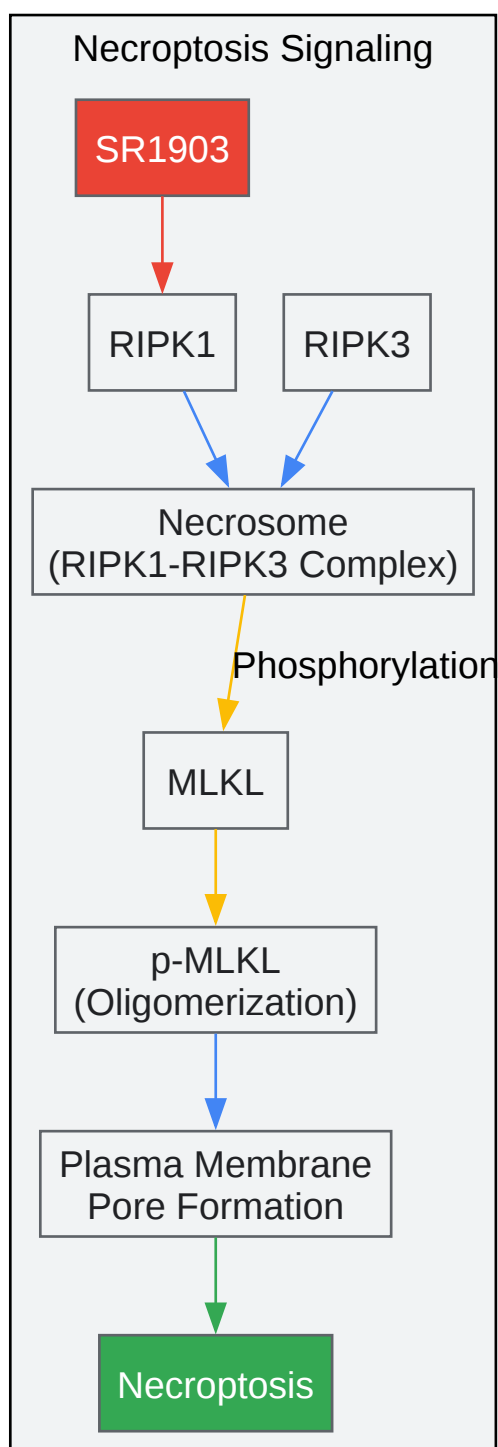 Necroptosis Signaling
SR1903
RIPK1
RIPK3
Necrosome
(RIPK1-RIPK3 Complex)
Phosphorylation
MLKL
p-MLKL
(Oligomerization)
Plasma Membrane
Pore Formation
Necroptosis